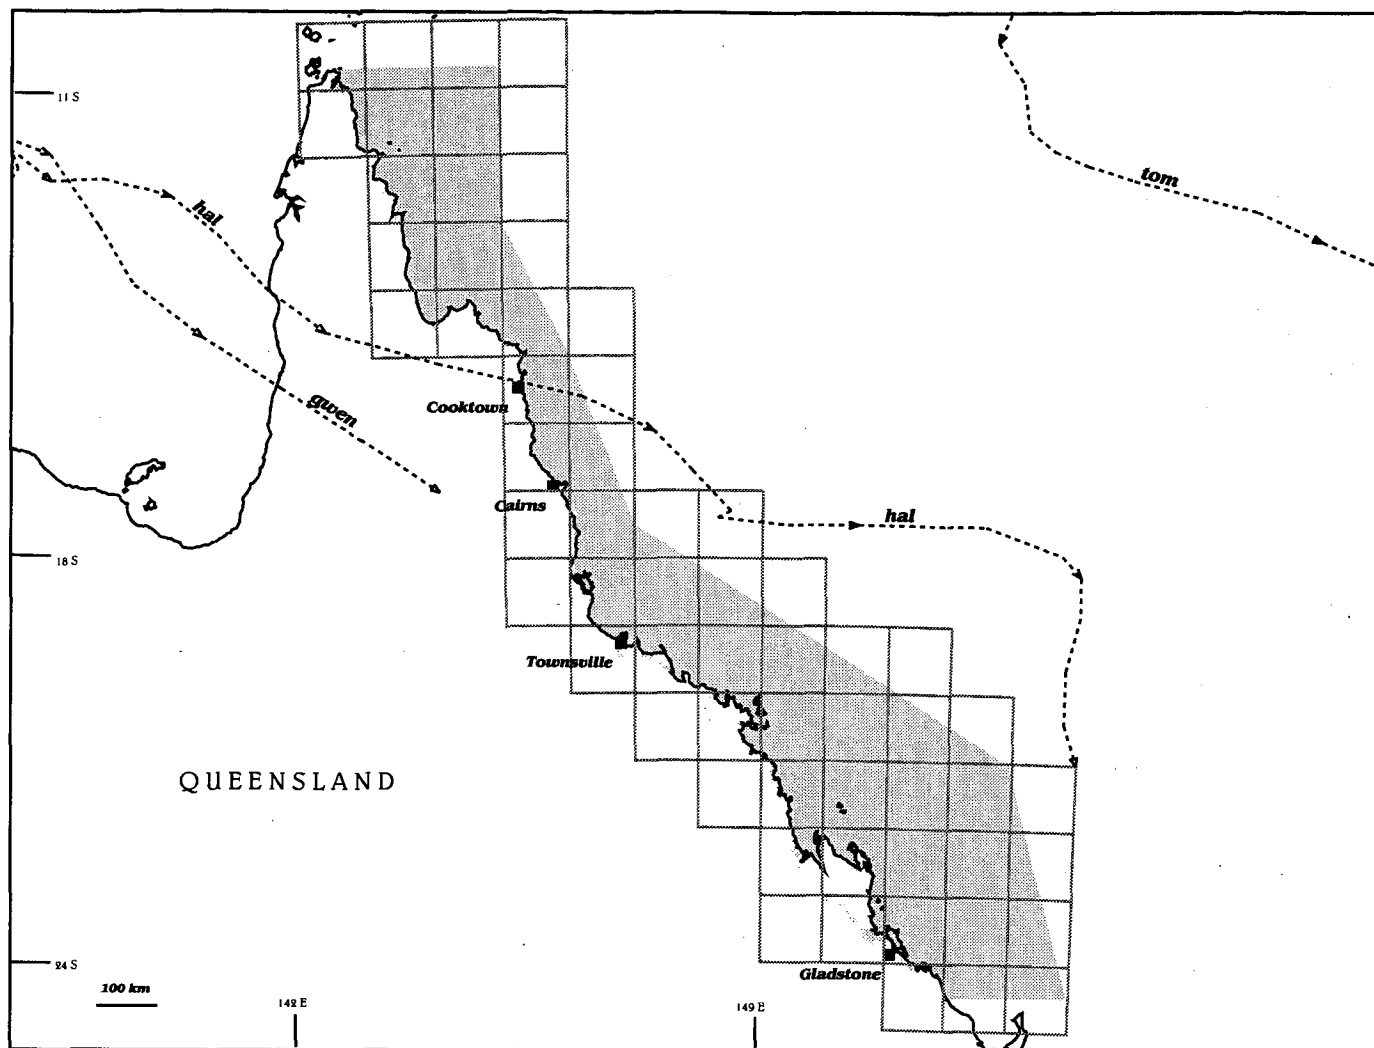 11 S
tom
hal
gwen
Cooktown
Cairns
hal
18 S
Townsville
QUEENSLAND
24 S
Gladstone
100 km
142 E
149 E